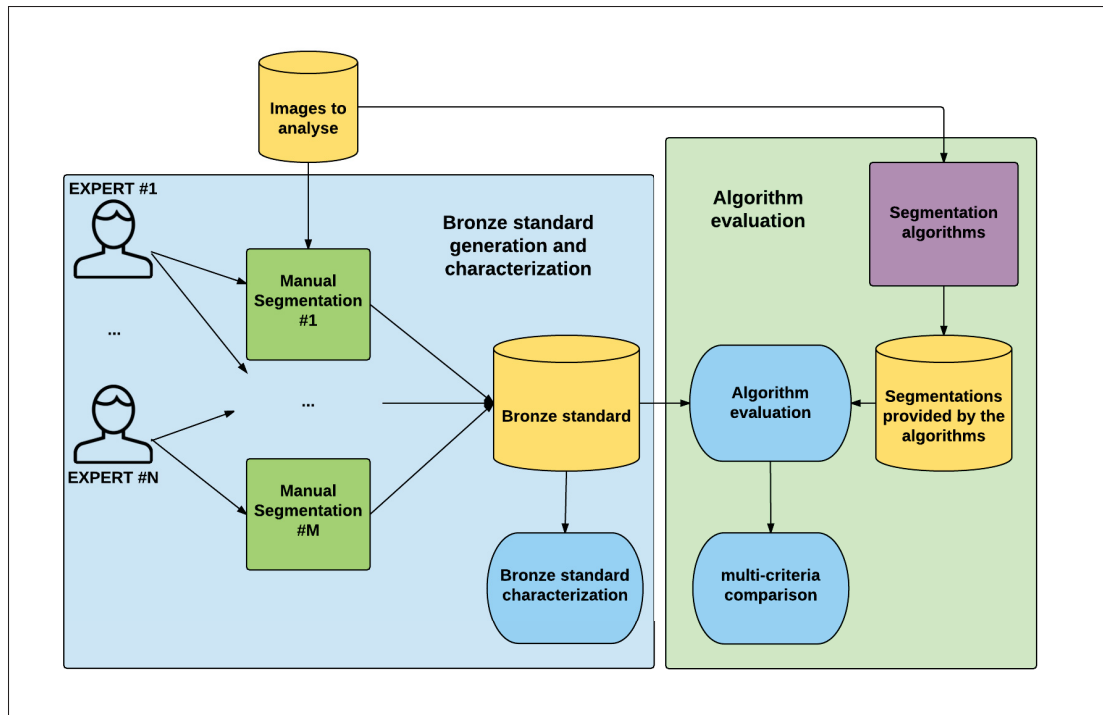 Images to
analyse
EXPERT #1
Bronze standard
generation and
characterization
Manual
Segmentation
#1
...
...
EXPERT #N
Manual
Segmentation
#M
Bronze standard
Bronze standard
characterization
Algorithm
evaluation
Segmentation
algorithms
Algorithm
evaluation
Segmentations
provided by the
algorithms
multi-criteria
comparison